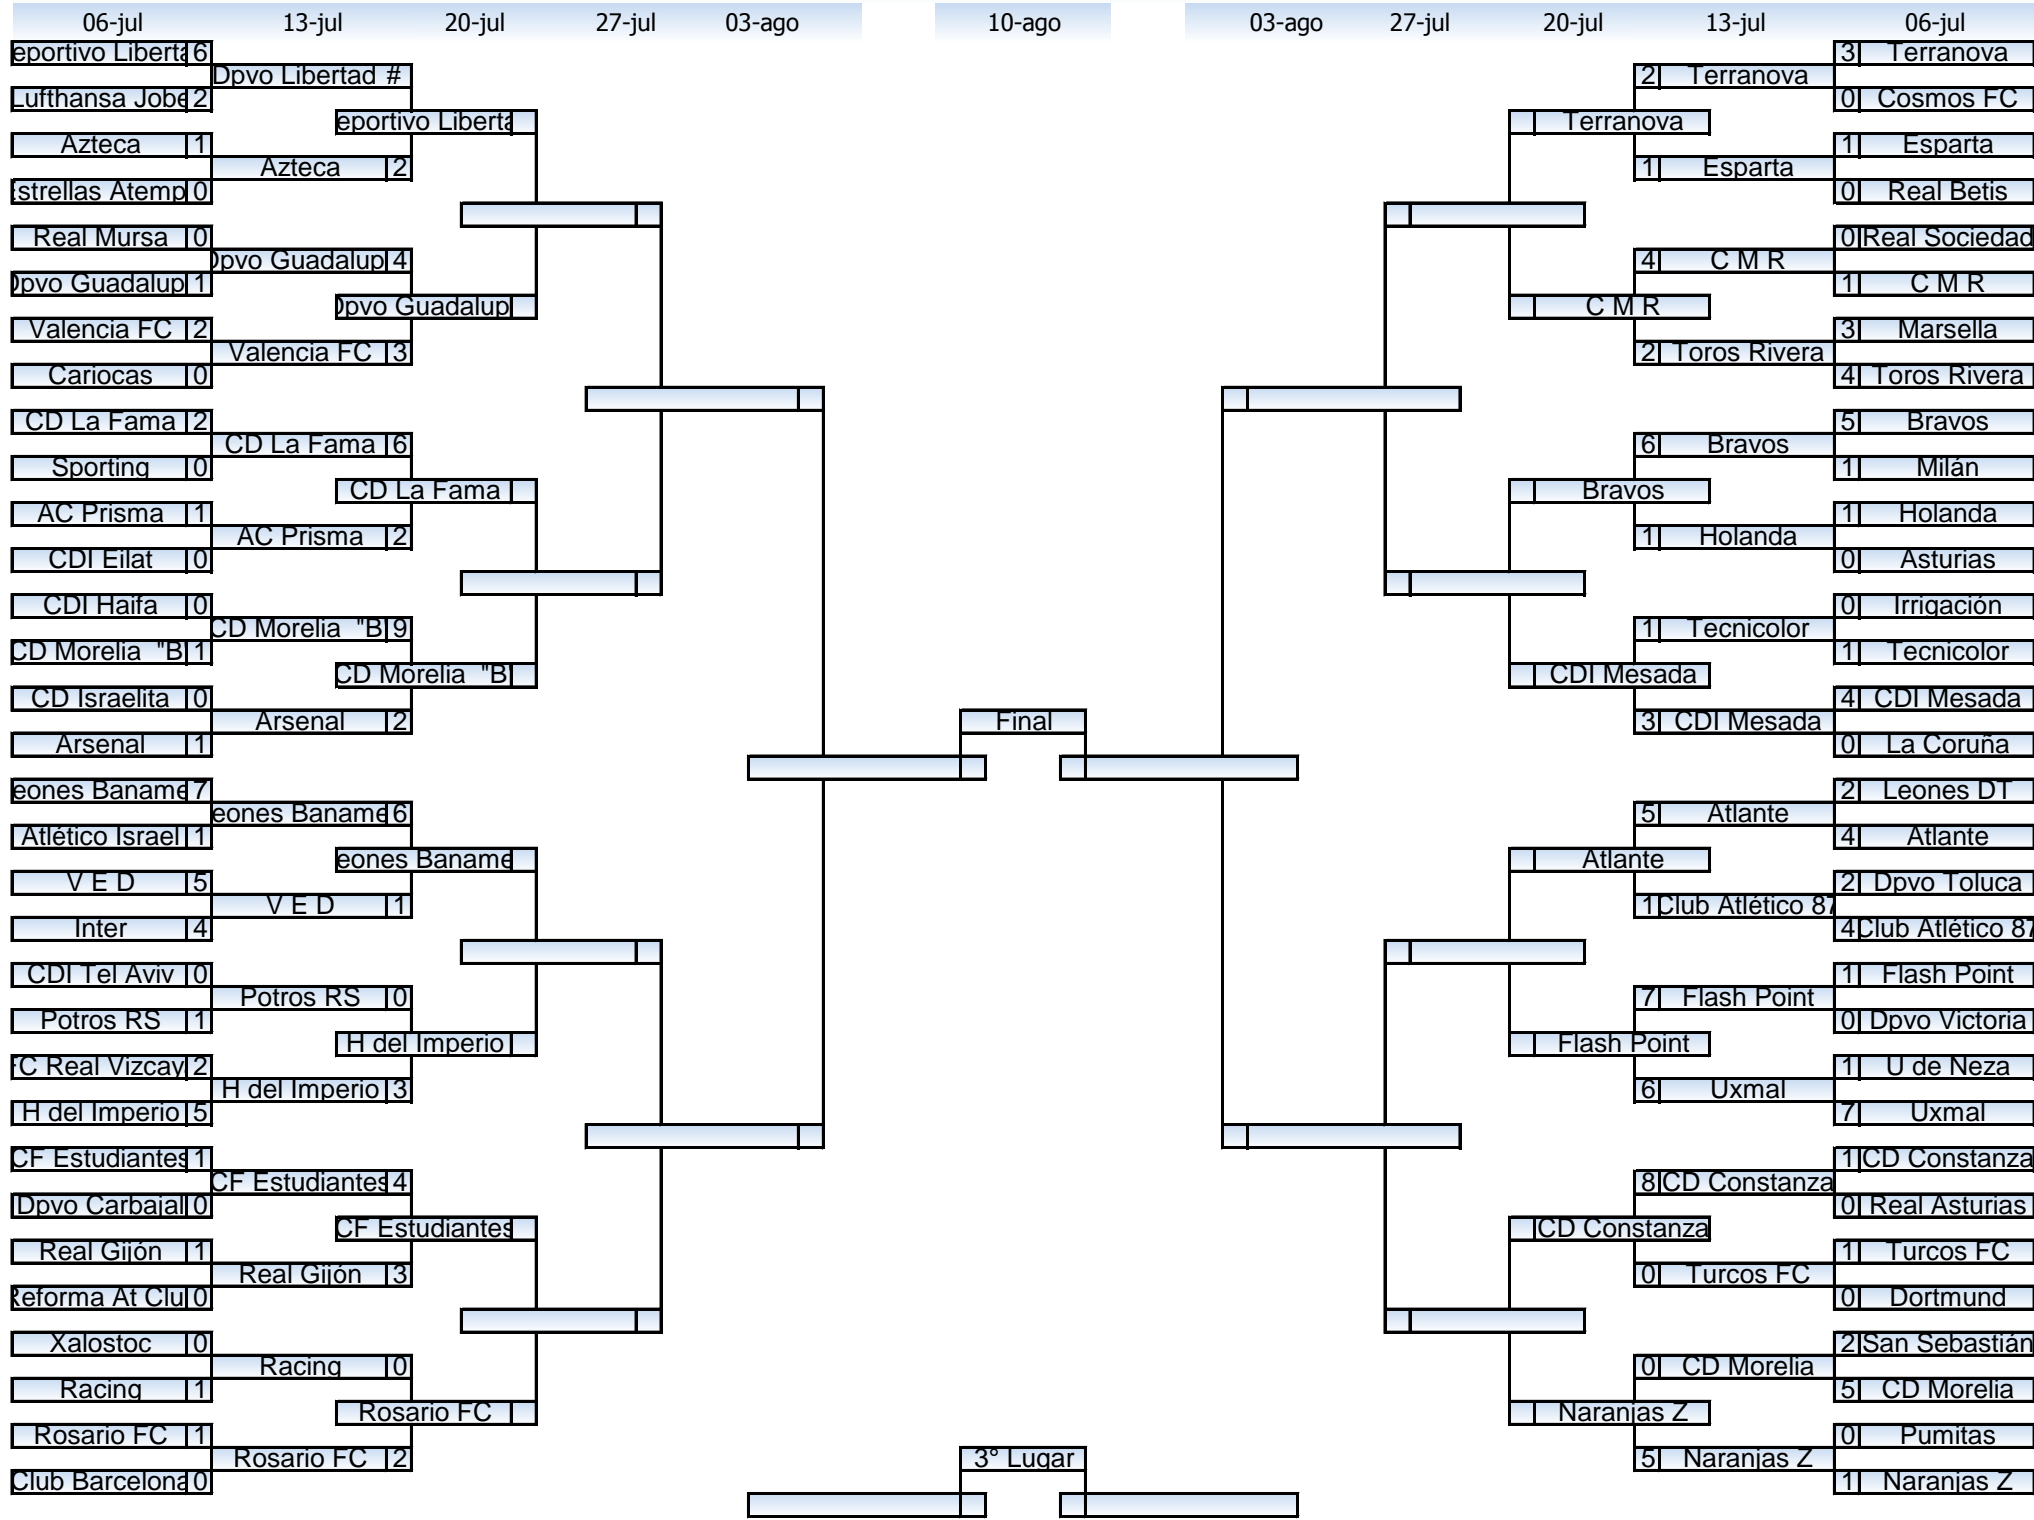 06-jul 13-jul 20-jul 27-jul 03-ago 10-ago 03-ago 27-jul 20-jul 13-jul 06-jul
eportivo Liberta 6 3 Terranova
Dpvo Libertad # 2 Terranova
Lufthansa Jobe 2 0 Cosmos FC
eportivo Liberta Terranova
Azteca 1 1 Esparta
Azteca 2 1 Esparta
strellas Atemp 0 0 Real Betis
Real Mursa 0 0 Real Sociedad
Dpvo Guadalup 4 4 C M R
Dpvo Guadalup 1 1 C M R
Dpvo Guadalup C M R
Valencia FC 2 3 Marsella
Valencia FC 3 2 Toros Rivera
Cariocas 0 4 Toros Rivera
CD La Fama 2 5 Bravos
CD La Fama 6 6 Bravos
Sporting 0 1 Milán
CD La Fama Bravos
AC Prisma 1 1 Holanda
AC Prisma 2 1 Holanda
CDI Eilat 0 0 Asturias
CDI Haifa 0 0 Irrigación
CD Morelia "B 9 1 Tecnicolor
CD Morelia "B 1 1 Tecnicolor
CD Morelia "B" CDI Mesada
CD Israelita 0 4 CDI Mesada
Arsenal 2 Final 3 CDI Mesada
Arsenal 1 0 La Coruña
eones Baname 7 2 Leones DT
eones Baname 6 5 Atlante
Atlético Israel 1 4 Atlante
eones Baname Atlante
V E D 5 2 Dpvo Toluca
V E D 1 1 Club Atlético 87
Inter 4 4 Club Atlético 87
CDI Tel Aviv 0 1 Flash Point
Potros RS 0 7 Flash Point
Potros RS 1 0 Dpvo Victoria
H del Imperio Flash Point
C Real Vizcay 2 1 U de Neza
H del Imperio 3 6 Uxmal
H del Imperio 5 7 Uxmal
CF Estudiantes 1 1 CD Constanza
CF Estudiantes 4 8 CD Constanza
Dpvo Carbajal 0 0 Real Asturias
CF Estudiantes CD Constanza
Real Gijón 1 1 Turcos FC
Real Gijón 3 0 Turcos FC
Reforma At Clu 0 0 Dortmund
Xalostoc 0 2 San Sebastián
Racing 0 0 CD Morelia
Racing 1 5 CD Morelia
Rosario FC Naranjas Z
Rosario FC 1 0 Pumitas
Rosario FC 2 3° Lugar 5 Naranjas Z
Club Barcelona 0 1 Naranjas Z